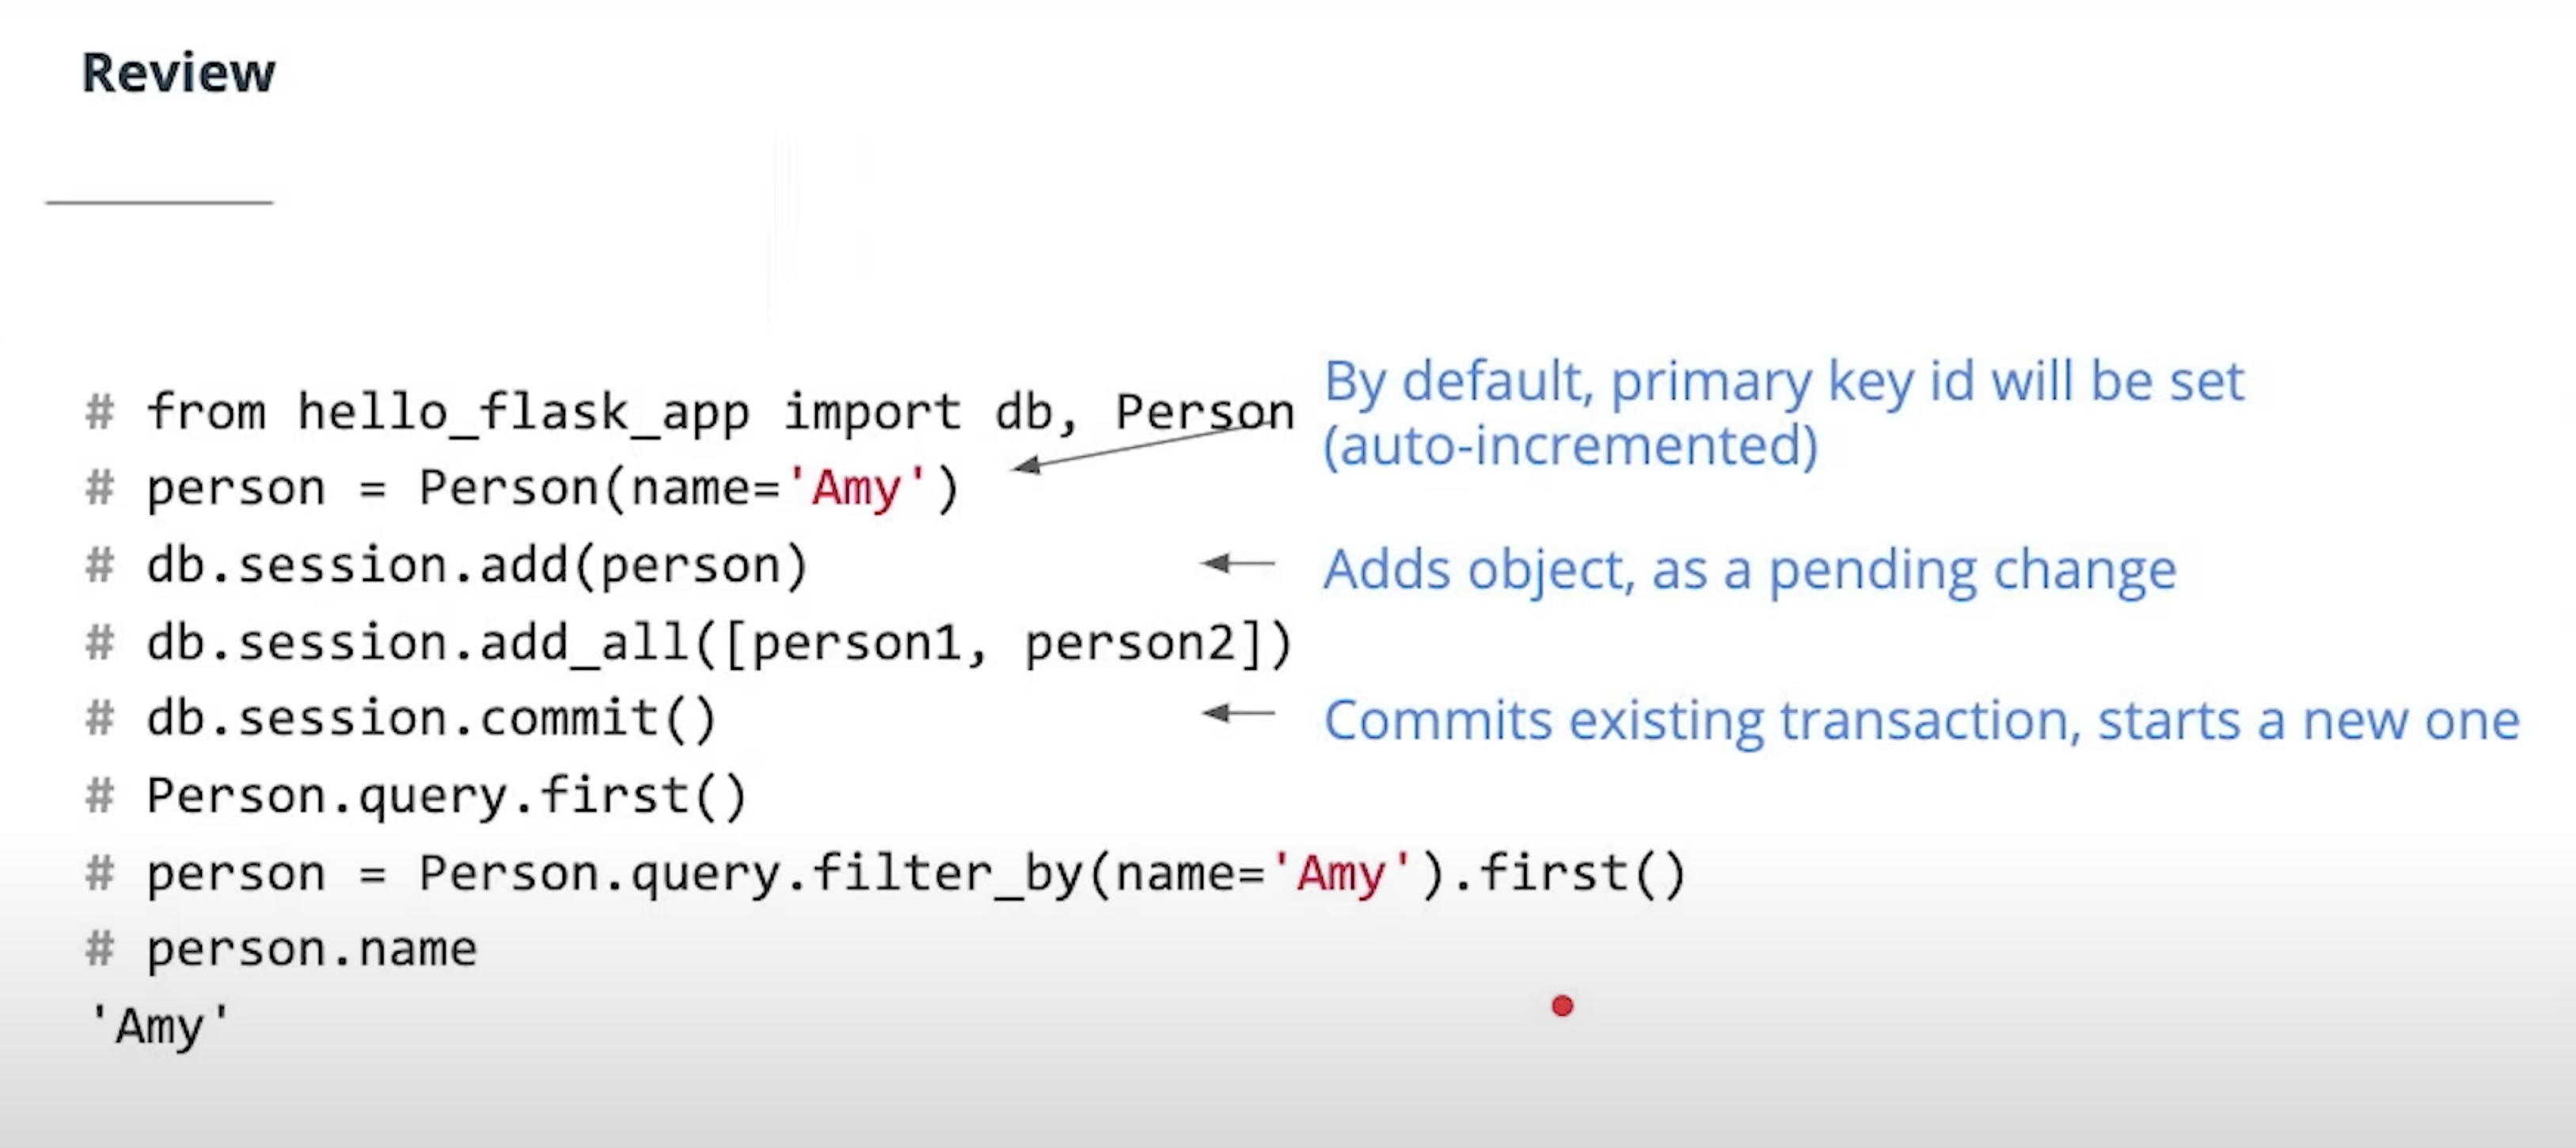 Review
# from hello_flask_app import db, Person
By default, primary key id will be set
(auto-incremented)
# person = Person(name='Amy')
# db.session.add(person)
Adds object, as a pending change
# db.session.add_all([person1, person2])
# db.session.commit()
Commits existing transaction, starts a new one
# Person.query.first()
# person = Person.query.filter_by(name='Amy').first()
# person.name
'Amy'